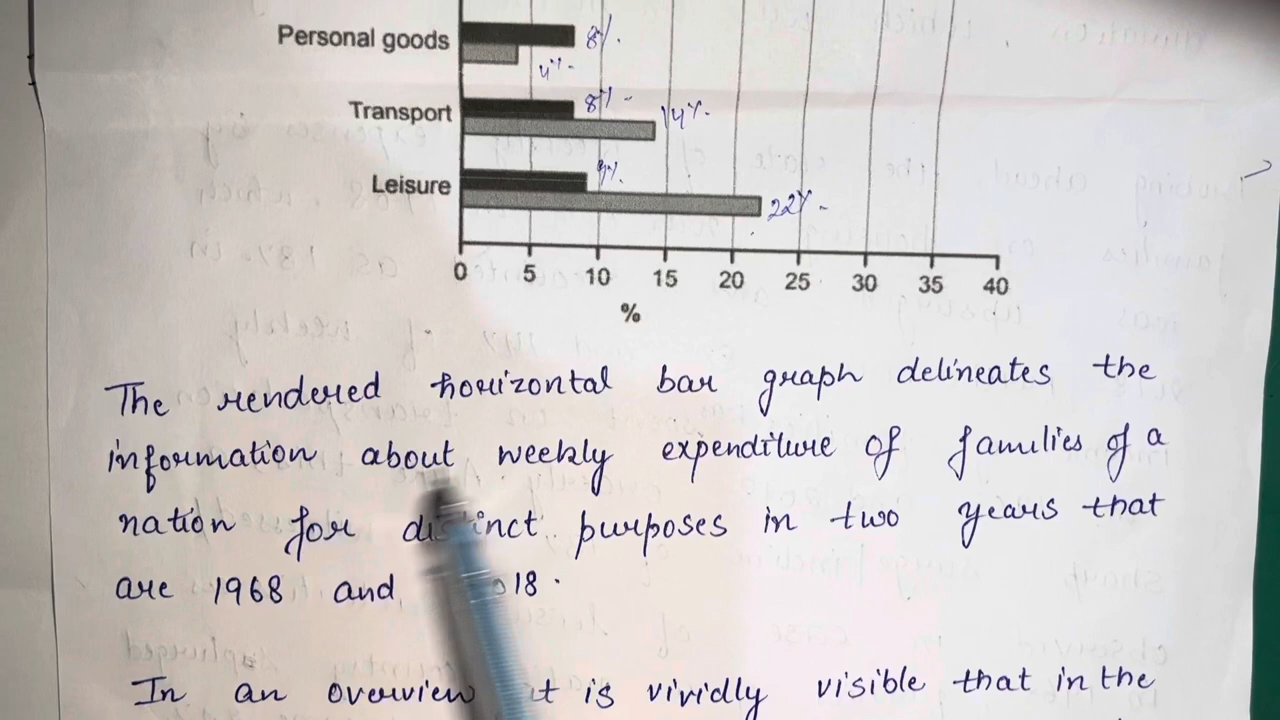 Personal goods 8%.
4%.
Transport 8% -
14%.
Leisure 9%.
22% -
0 5 10 15 20 25 30 35 40
%
The rendered horizontal bar graph delineates the
information about weekly expenditure of families of a
nation for purposes in two years that
are 1968 and
In an overview it is vividly visible that in the